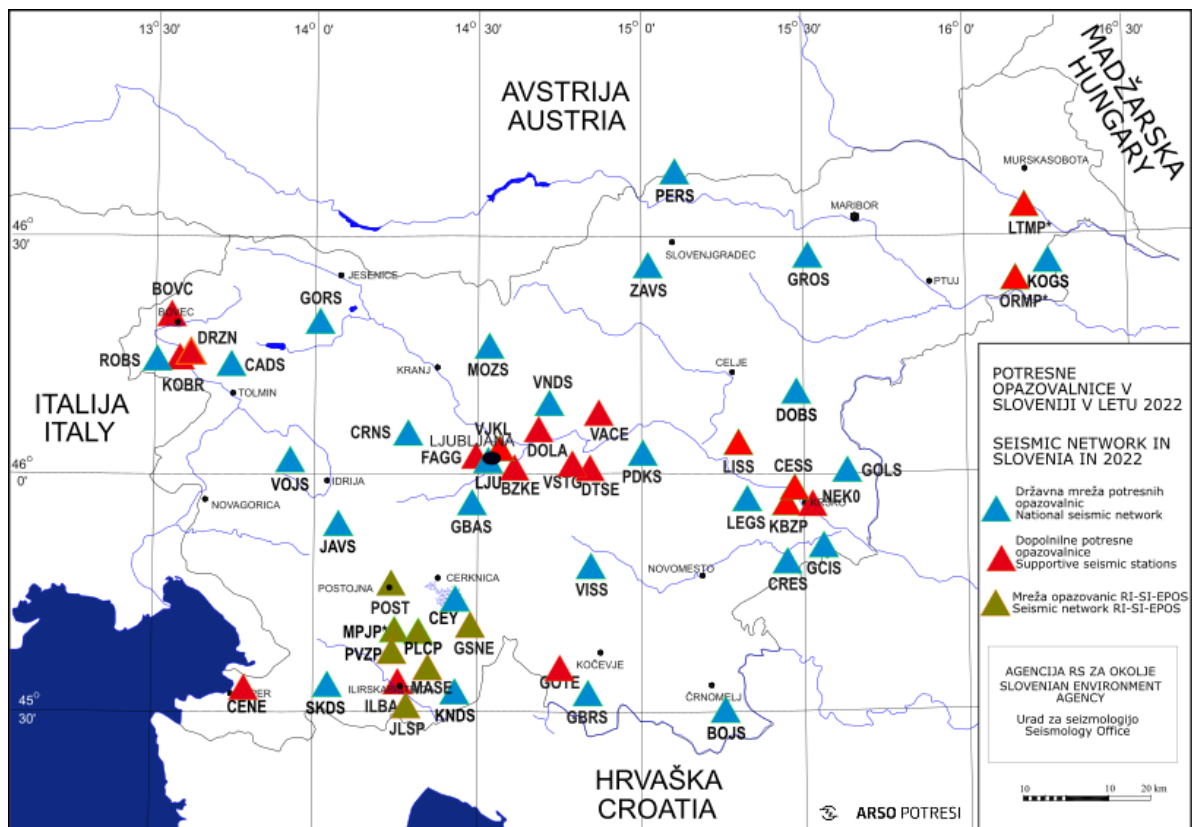 13° 30'
14° 0'
14° 30'
15° 0'
15° 30'
16° 0'
16° 30'
MADŽARSKA
HUNGARY
AVSTRIJA
AUSTRIA
MURSKASOBOTA
PERS
MARIBOR
LTMP*
46° 30'
SLOVENJGRADEC
GROS
ZAVS
KOGS
PTUJ
ORMP*
JESENICE
BOVC
GORS
BOVEC
DRZN
ROBS
CADS
KOBR
MOZS
KRANJ
CELJE
TOLMIN
VNDS
DOBS
ITALIJA
ITALY
CRNS
VJKL
LJUBLJANA
DOLA
VACE
FAGG
LISS
46° 0'
VOJS
IDRIJA
LJU
BZKE
VSTG
DTSE
PDKS
CESS
GOLS
NOVAGORICA
NEK0
KRŠKO
GBAS
LEGS
KBZP
JAVS
GCIS
CRES
VISS
NOVOMESTO
CERKNICA
POSTOJNA
POST
CEY
MPJP*
PLCP
GSNE
PVZP
KOČEVJE
MASE
GOTE
CENE
SKDS
ILBA
KNDS
GBRS
ČRNOMELJ
45° 30'
JLSP
BOJS
HRVAŠKA
CROATIA
POTRESNE
OPAZOVALNICE V
SLOVENIJI V LETU 2022
SEISMIC NETWORK IN
SLOVENIA IN 2022
Državna mreža potresnih
opazovalnic
National seismic network
Dopolnilne potresne
opazovalnice
Supportive seismic stations
Mreža opazovanic RI-SI-EPOS
Seismic network RI-SI-EPOS
AGENCIJA RS ZA OKOLJE
SLOVENIAN ENVIRONMENT
AGENCY
Urad za seizmologijo
Seismology Office
10 0 10 20 km
ARSO POTRESI